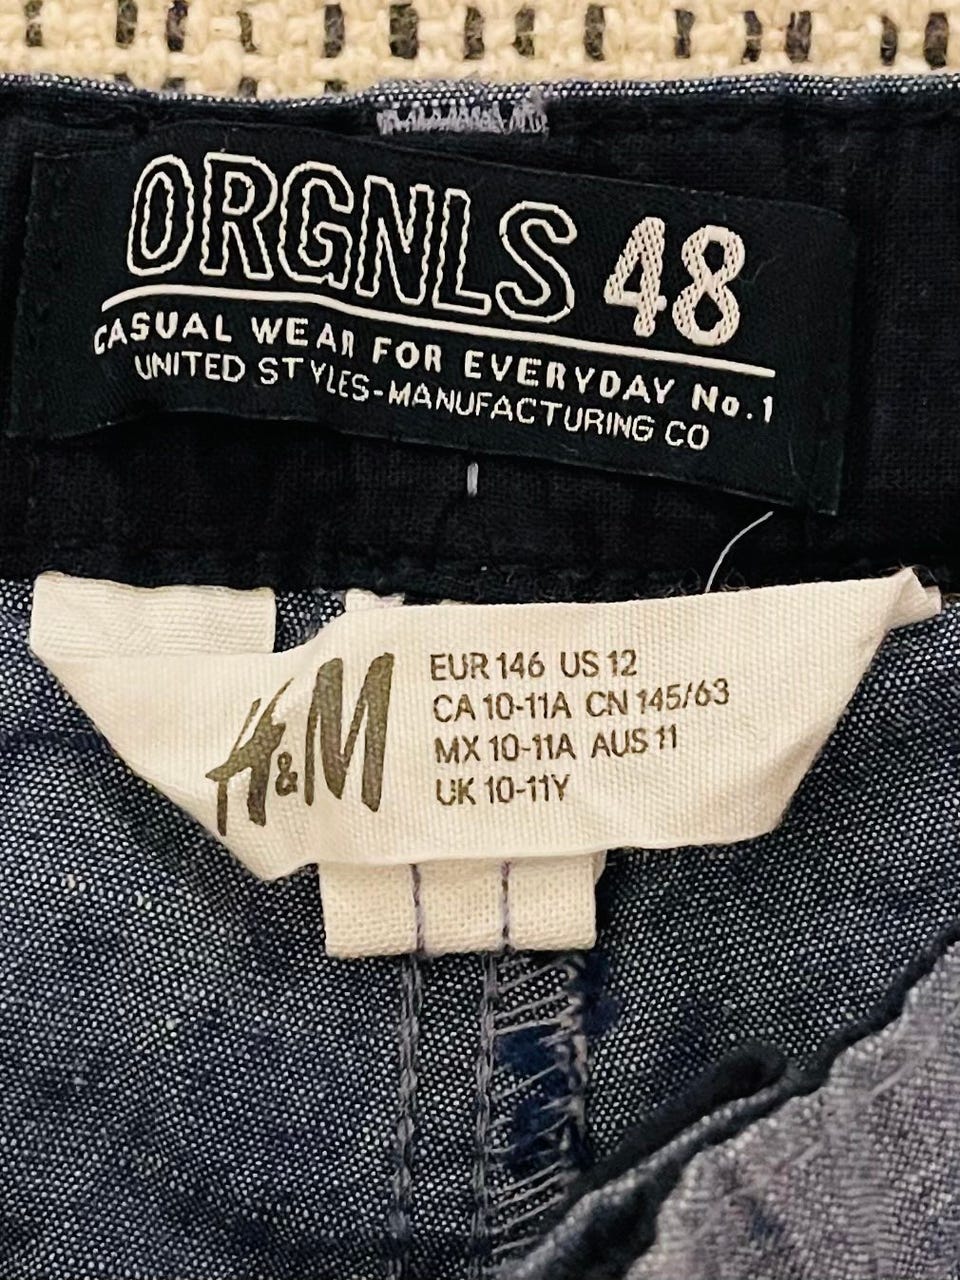 ORGNLS 48
CASUAL WEAR FOR EVERYDAY No.1
UNITED STYLES-MANUFACTURING CO
H&M
EUR 146 US 12
CA 10-11A CN 145/63
MX 10-11A AUS 11
UK 10-11Y